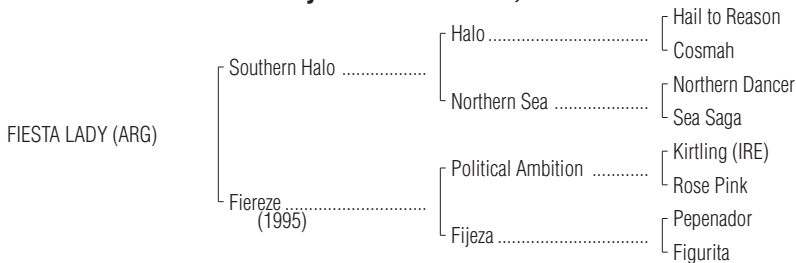 Hail to Reason
Halo
Cosmah
Southern Halo
Northern Dancer
Northern Sea
Sea Saga
FIESTA LADY (ARG)
Kirtling (IRE)
Political Ambition
Rose Pink
Fiereze
(1995)
Pepenador
Fijeza
Figurita